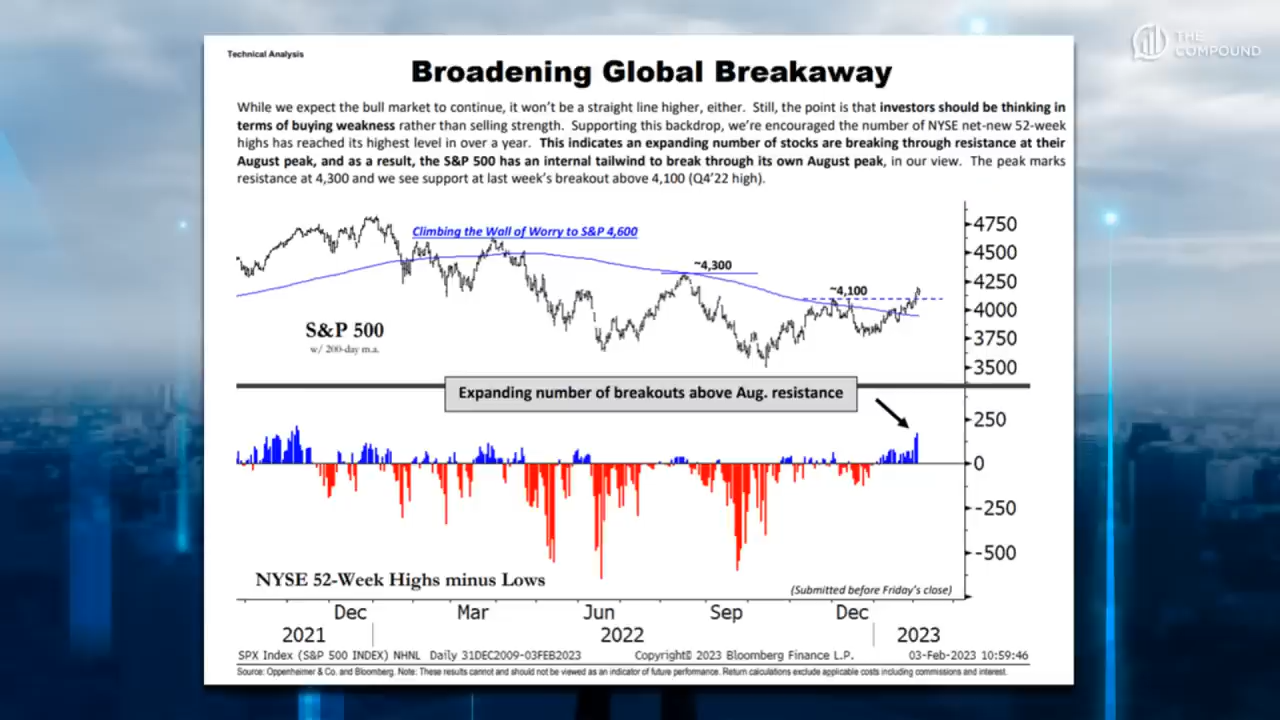 THE
COMPOUND
Technical Analysis
Broadening Global Breakaway
While we expect the bull market to continue, it won't be a straight line higher, either. Still, the point is that investors should be thinking in
terms of buying weakness rather than selling strength. Supporting this backdrop, we're encouraged the number of NYSE net-new 52-week
highs has reached its highest level in over a year. This indicates an expanding number of stocks are breaking through resistance at their
August peak, and as a result, the S&P 500 has an internal tailwind to break through its own August peak, in our view. The peak marks
resistance at 4,300 and we see support at last week's breakout above 4,100 (Q4'22 high).
Climbing the Wall of Worry to S&P 4,600
~4,300
~4,100
S&P 500
w/ 200-day m.a.
4750
4500
4250
4000
3750
3500
Expanding number of breakouts above Aug. resistance
250
0
-250
-500
NYSE 52-Week Highs minus Lows
(Submitted before Friday's close)
Dec Mar Jun Sep Dec
2021 2022 2023
SPX Index (S&P 500 INDEX) NHNL Daily 31DEC2009-03FEB2023 Copyright© 2023 Bloomberg Finance L.P. 03-Feb-2023 10:59:46
Source: Oppenheimer & Co. and Bloomberg. Note: These results cannot and should not be viewed as an indicator of future performance. Return calculations exclude applicable costs including commissions and interest.